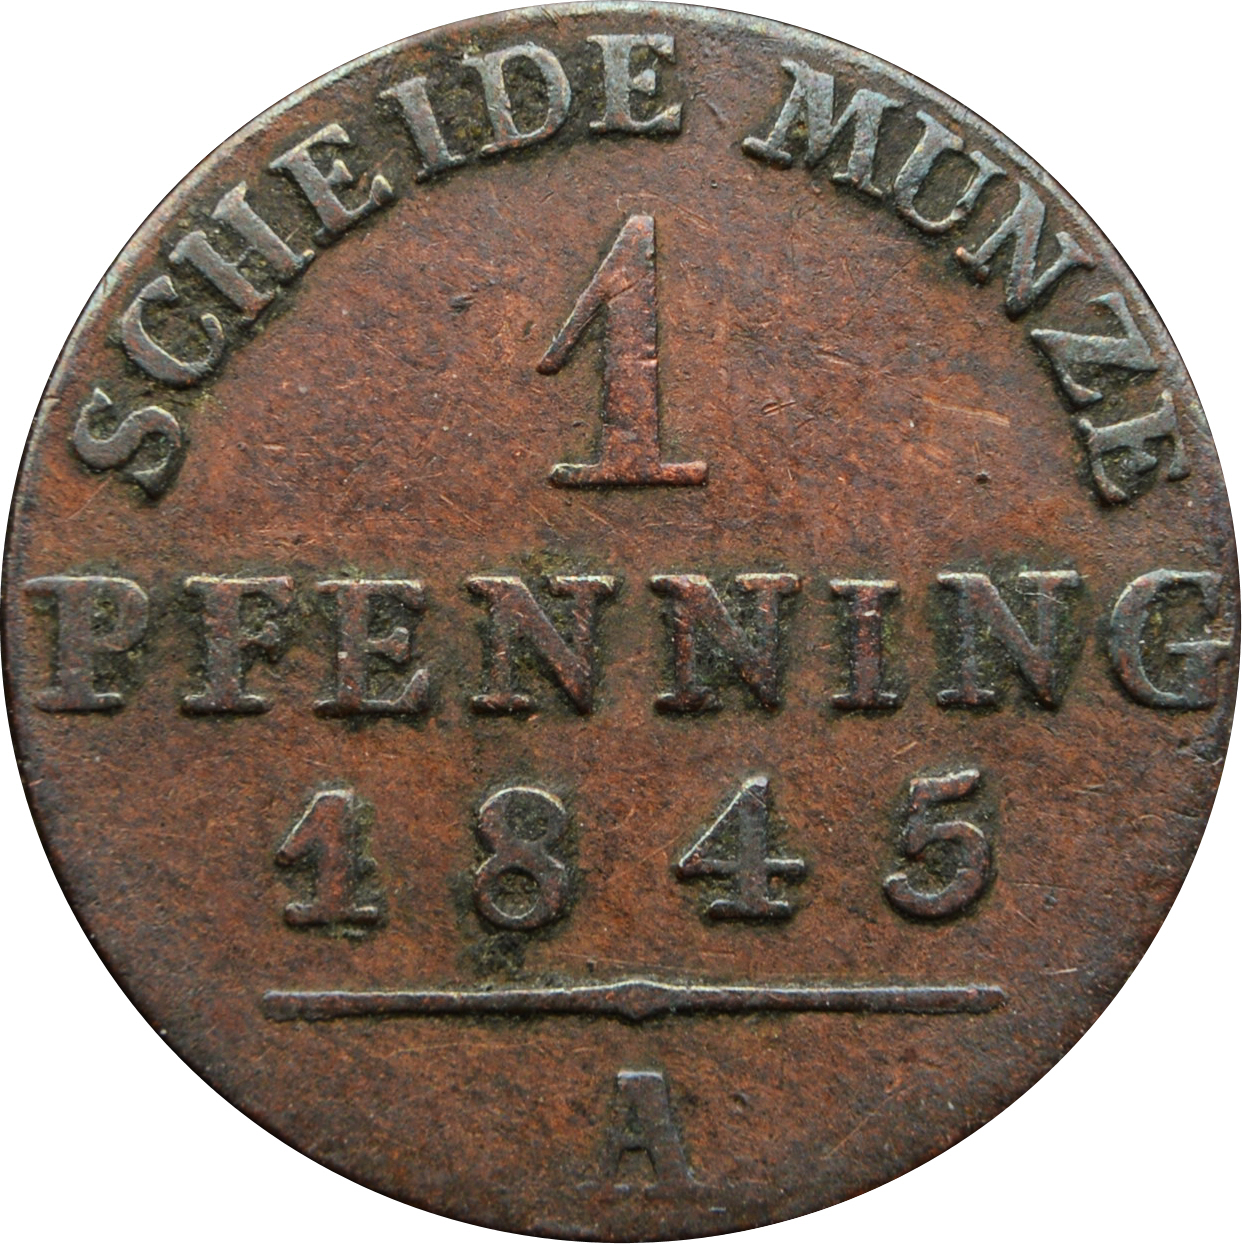 SCHEIDE MUNZE
1
PFENNING
1845
A